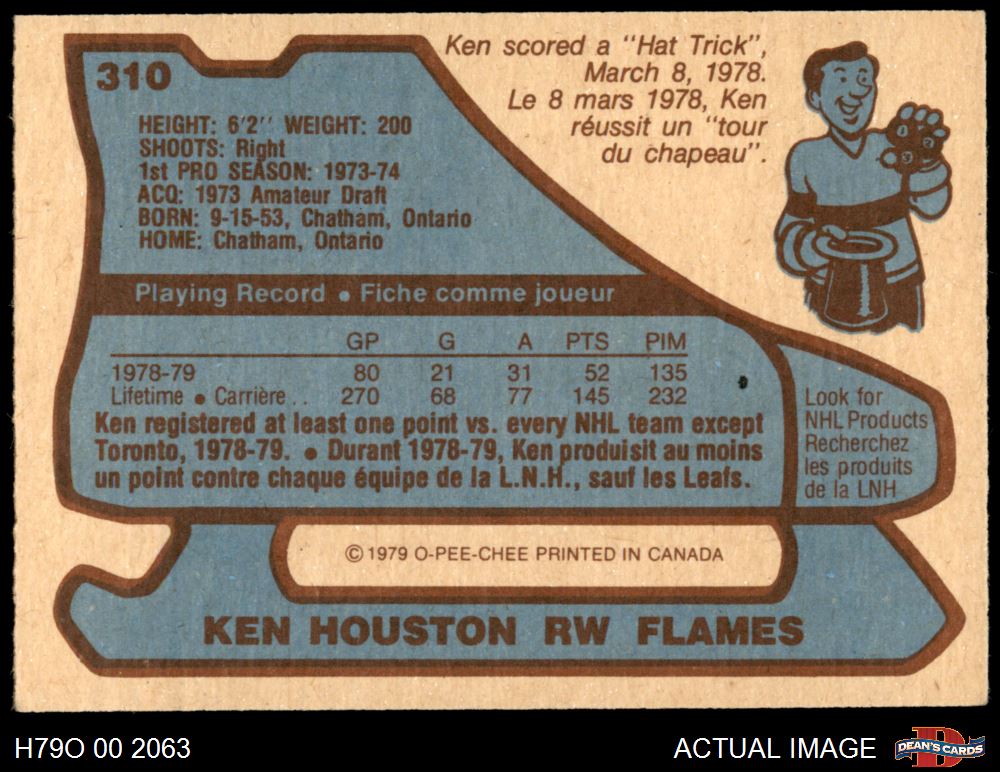 310
Ken scored a "Hat Trick",
March 8, 1978.
Le 8 mars 1978, Ken
réussit un "tour
du chapeau".
1 2 3
HEIGHT: 6'2" WEIGHT: 200
SHOOTS: Right
1st PRO SEASON: 1973-74
ACQ: 1973 Amateur Draft
BORN: 9-15-53, Chatham, Ontario
HOME: Chatham, Ontario
Playing Record • Fiche comme joueur
GP G A PTS PIM
1978-79 80 21 31 52 135
Lifetime • Carrière . . 270 68 77 145 232
Ken registered at least one point vs. every NHL team except
Toronto, 1978-79. • Durant 1978-79, Ken produisit au moins
un point contre chaque équipe de la L.N.H., sauf les Leafs.
Look for
NHL Products
Recherchez
les produits
de la LNH
© 1979 O-PEE-CHEE PRINTED IN CANADA
KEN HOUSTON RW FLAMES
H79O 00 2063
ACTUAL IMAGE
D
DEAN'S CARDS